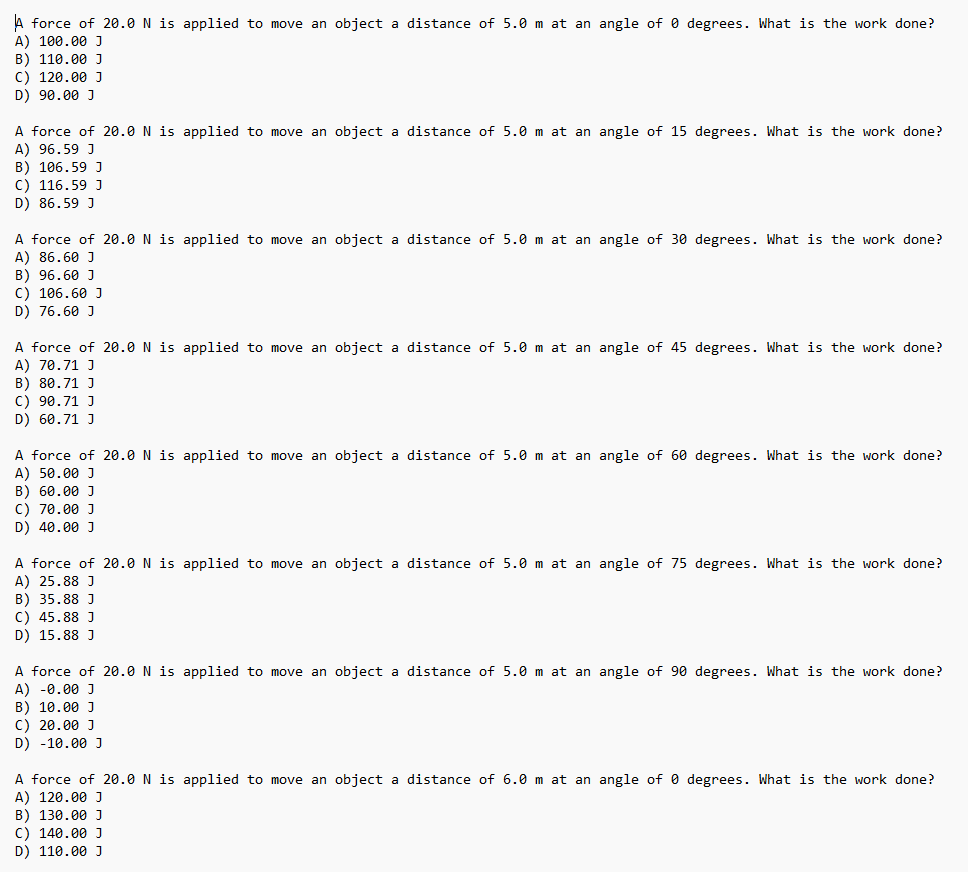 A force of 20.0 N is applied to move an object a distance of 5.0 m at an angle of 0 degrees. What is the work done?
A) 100.00 J
B) 110.00 J
C) 120.00 J
D) 90.00 J

A force of 20.0 N is applied to move an object a distance of 5.0 m at an angle of 15 degrees. What is the work done?
A) 96.59 J
B) 106.59 J
C) 116.59 J
D) 86.59 J

A force of 20.0 N is applied to move an object a distance of 5.0 m at an angle of 30 degrees. What is the work done?
A) 86.60 J
B) 96.60 J
C) 106.60 J
D) 76.60 J

A force of 20.0 N is applied to move an object a distance of 5.0 m at an angle of 45 degrees. What is the work done?
A) 70.71 J
B) 80.71 J
C) 90.71 J
D) 60.71 J

A force of 20.0 N is applied to move an object a distance of 5.0 m at an angle of 60 degrees. What is the work done?
A) 50.00 J
B) 60.00 J
C) 70.00 J
D) 40.00 J

A force of 20.0 N is applied to move an object a distance of 5.0 m at an angle of 75 degrees. What is the work done?
A) 25.88 J
B) 35.88 J
C) 45.88 J
D) 15.88 J

A force of 20.0 N is applied to move an object a distance of 5.0 m at an angle of 90 degrees. What is the work done?
A) -0.00 J
B) 10.00 J
C) 20.00 J
D) -10.00 J

A force of 20.0 N is applied to move an object a distance of 6.0 m at an angle of 0 degrees. What is the work done?
A) 120.00 J
B) 130.00 J
C) 140.00 J
D) 110.00 J